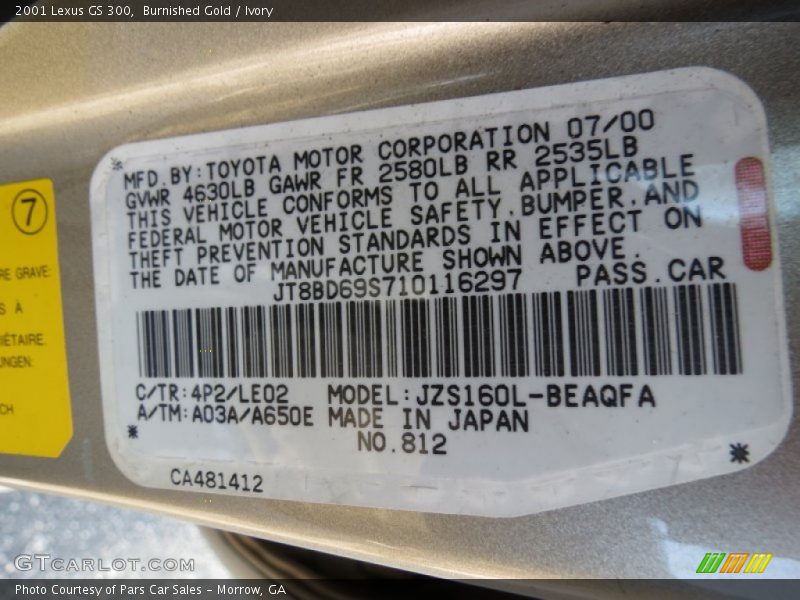 2001 Lexus GS 300, Burnished Gold / Ivory
MFD.BY:TOYOTA MOTOR CORPORATION 07/00
GVWR 4630LB GAWR FR 2580LB RR 2535LB
THIS VEHICLE CONFORMS TO ALL APPLICABLE
FEDERAL MOTOR VEHICLE SAFETY,BUMPER,AND
THEFT PREVENTION STANDARDS IN EFFECT ON
THE DATE OF MANUFACTURE SHOWN ABOVE.
JT8BD69S710116297 PASS.CAR
C/TR:4P2/LE02 MODEL:JZS160L-BEAQFA
A/TM:A03A/A650E MADE IN JAPAN
NO.812
CA481412
7
RE GRAVE:
S À
IÉTAIRE.
UNGEN:
CH
GTCARLOT.COM
Photo Courtesy of Pars Car Sales - Morrow, GA